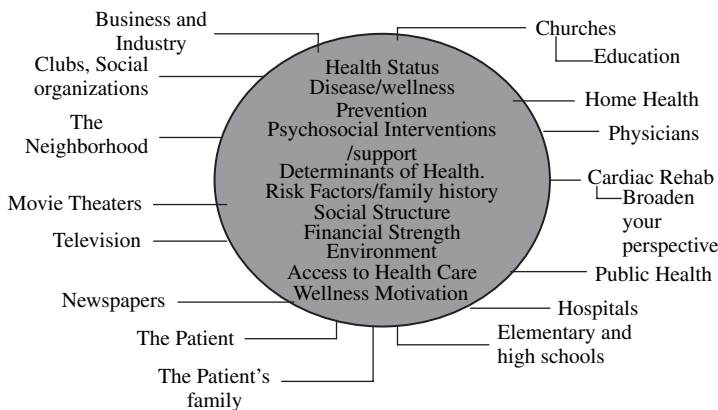 Business and
Industry
Clubs, Social
organizations
The
Neighborhood
Movie Theaters
Television
Newspapers
The Patient
The Patient's
family
Health Status
Disease/wellness
Prevention
Psychosocial Interventions
/support
Determinants of Health.
Risk Factors/family history
Social Structure
Financial Strength
Environment
Access to Health Care
Wellness Motivation
Churches
Education
Home Health
Physicians
Cardiac Rehab
Broaden
your
perspective
Public Health
Hospitals
Elementary and
high schools